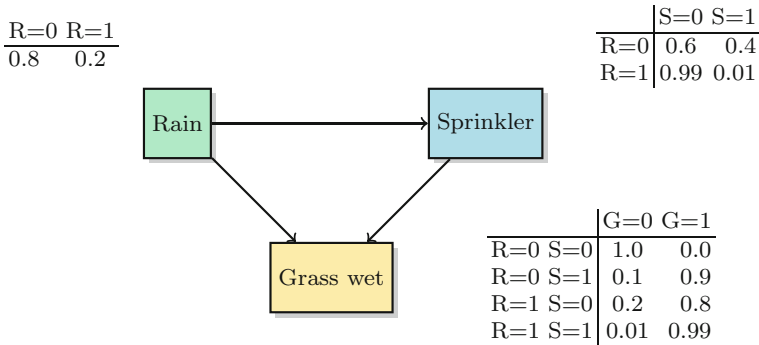 R=0 R=1
0.8 0.2
S=0 S=1
R=0 0.6 0.4
R=1 0.99 0.01
Rain
Sprinkler
Grass wet
G=0 G=1
R=0 S=0 1.0 0.0
R=0 S=1 0.1 0.9
R=1 S=0 0.2 0.8
R=1 S=1 0.01 0.99